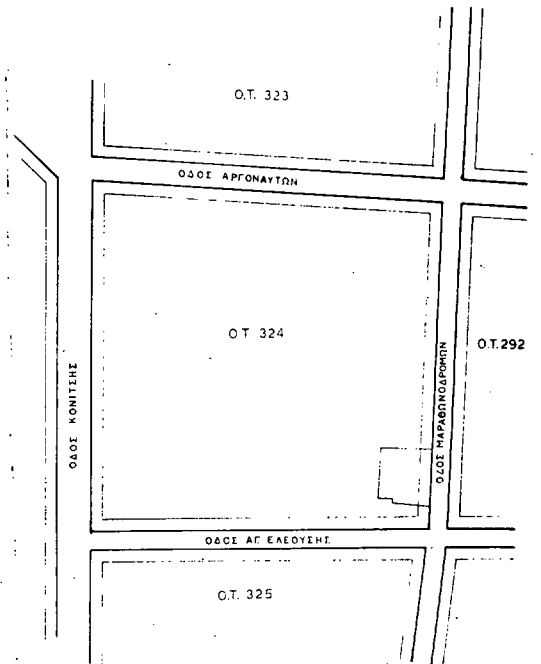 Ο.Τ. 323
ΟΔΟΣ ΑΡΓΟΝΑΥΤΩΝ
Ο Τ 324
Ο.Τ.292
ΟΔΟΣ ΚΟΝΙΤΣΗΣ
ΟΔΟΣ ΜΑΡΑΘΩΝΟΔΡΟΜΩΝ
ΟΔΟΣ ΑΓ ΕΛΕΟΥΣΗΣ
Ο.Τ. 325